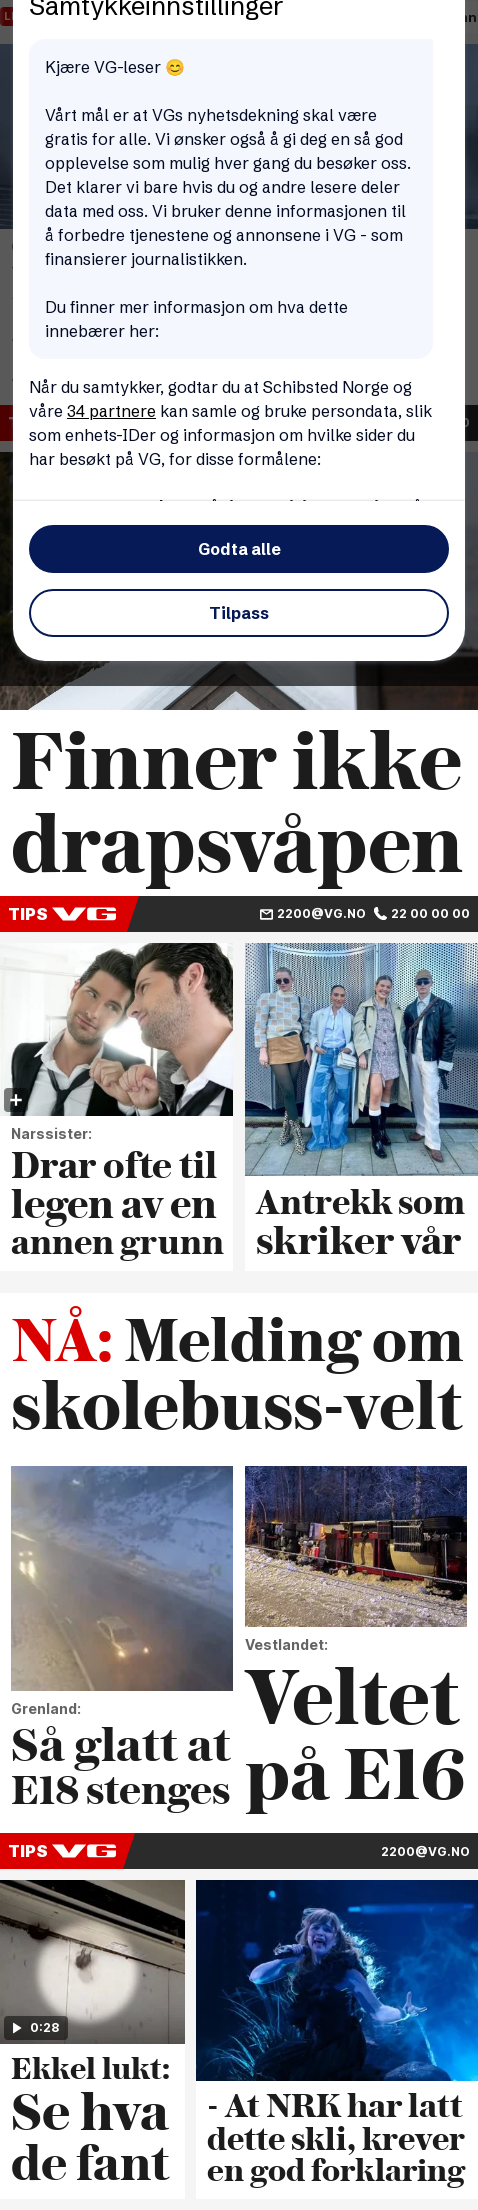 Samtykkeinnstillinger
Kjære VG-leser 😊
Vårt mål er at VGs nyhetsdekning skal være
gratis for alle. Vi ønsker også å gi deg en så god
opplevelse som mulig hver gang du besøker oss.
Det klarer vi bare hvis du og andre lesere deler
data med oss. Vi bruker denne informasjonen til
å forbedre tjenestene og annonsene i VG - som
finansierer journalistikken.
Du finner mer informasjon om hva dette
innebærer her:
Når du samtykker, godtar du at Schibsted Norge og
våre 34 partnere kan samle og bruke persondata, slik
som enhets-IDer og informasjon om hvilke sider du
har besøkt på VG, for disse formålene:
Godta alle
Tilpass
Finner ikke
drapsvåpen
TIPS VG 2200@VG.NO 22 00 00 00
Narssister:
Drar ofte til
legen av en
annen grunn
Antrekk som
skriker vår
NÅ: Melding om
skolebuss-velt
Grenland:
Så glatt at
E18 stenges
Vestlandet:
Veltet
på E16
TIPS VG 2200@VG.NO
0:28
Ekkel lukt:
Se hva
de fant
- At NRK har latt
dette skli, krever
en god forklaring